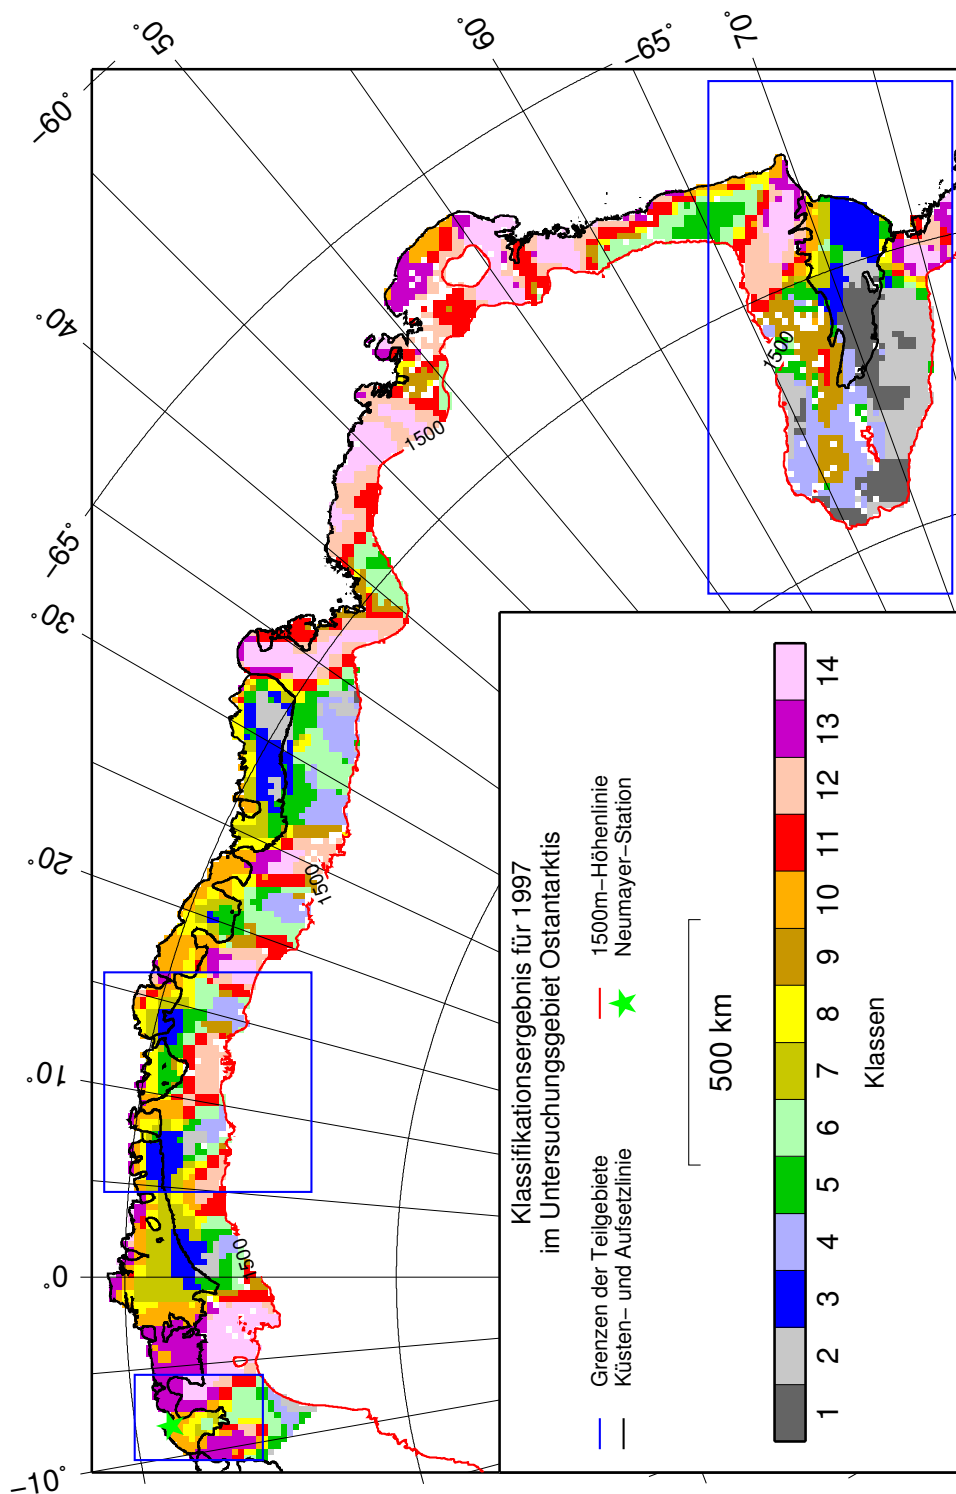 −10°
0°
10°
20°
30°
−65°
40°
−60°
50°
60°
−65°
70°
1500
1500
1500
1500
Klassifikationsergebnis für 1997
im Untersuchungsgebiet Ostantarktis
Grenzen der Teilgebiete
Küsten− und Aufsetzlinie
1500m−Höhenlinie
Neumayer−Station
500 km
1 2 3 4 5 6 7 8 9 10 11 12 13 14
Klassen